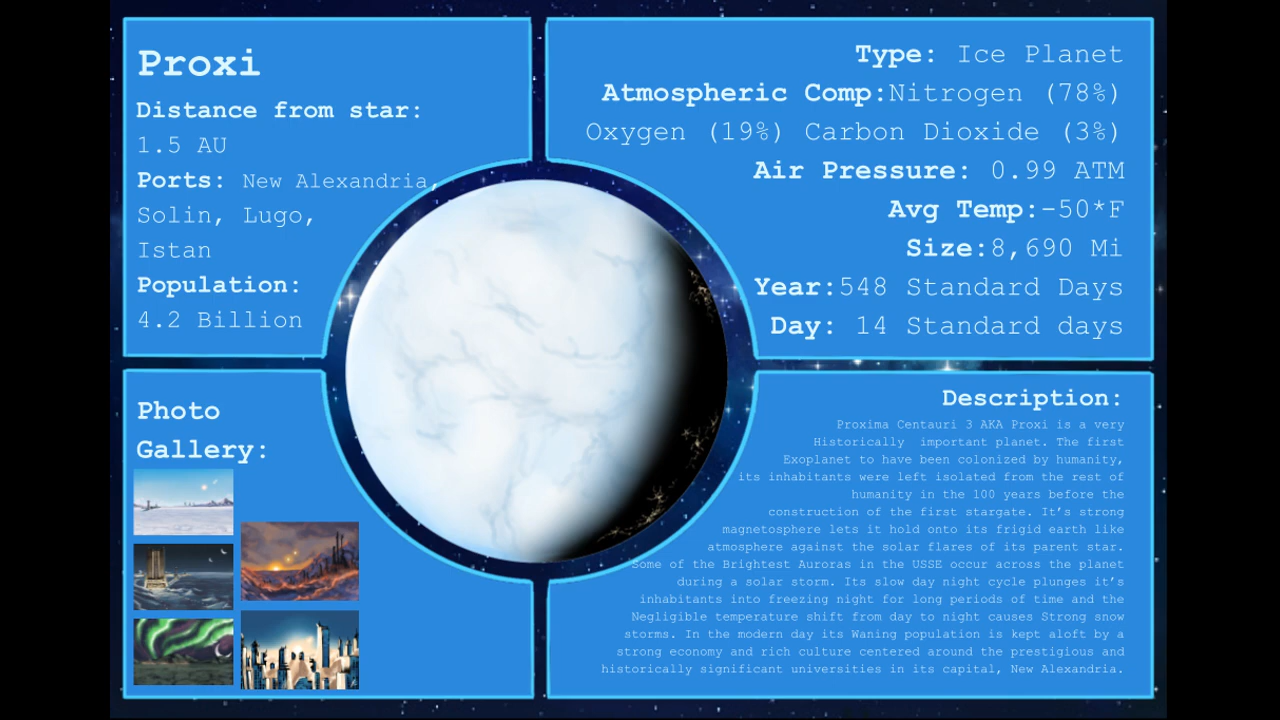 Proxi
Distance from star:
1.5 AU
Ports: New Alexandria,
Solin, Lugo,
Istan
Population:
4.2 Billion
Type: Ice Planet
Atmospheric Comp:Nitrogen (78%)
Oxygen (19%) Carbon Dioxide (3%)
Air Pressure: 0.99 ATM
Avg Temp:-50*F
Size:8,690 Mi
Year:548 Standard Days
Day: 14 Standard days
Photo
Gallery:
Description:
Proxima Centauri 3 AKA Proxi is a very
Historically  important planet. The first
Exoplanet to have been colonized by humanity,
its inhabitants were left isolated from the rest of
humanity in the 100 years before the
construction of the first stargate. It’s strong
magnetosphere lets it hold onto its frigid earth like
atmosphere against the solar flares of its parent star.
Some of the Brightest Auroras in the USSE occur across the planet
during a solar storm. Its slow day night cycle plunges it’s
inhabitants into freezing night for long periods of time and the
Negligible temperature shift from day to night causes Strong snow
storms. In the modern day its Waning population is kept aloft by a
strong economy and rich culture centered around the prestigious and
historically significant universities in its capital, New Alexandria.